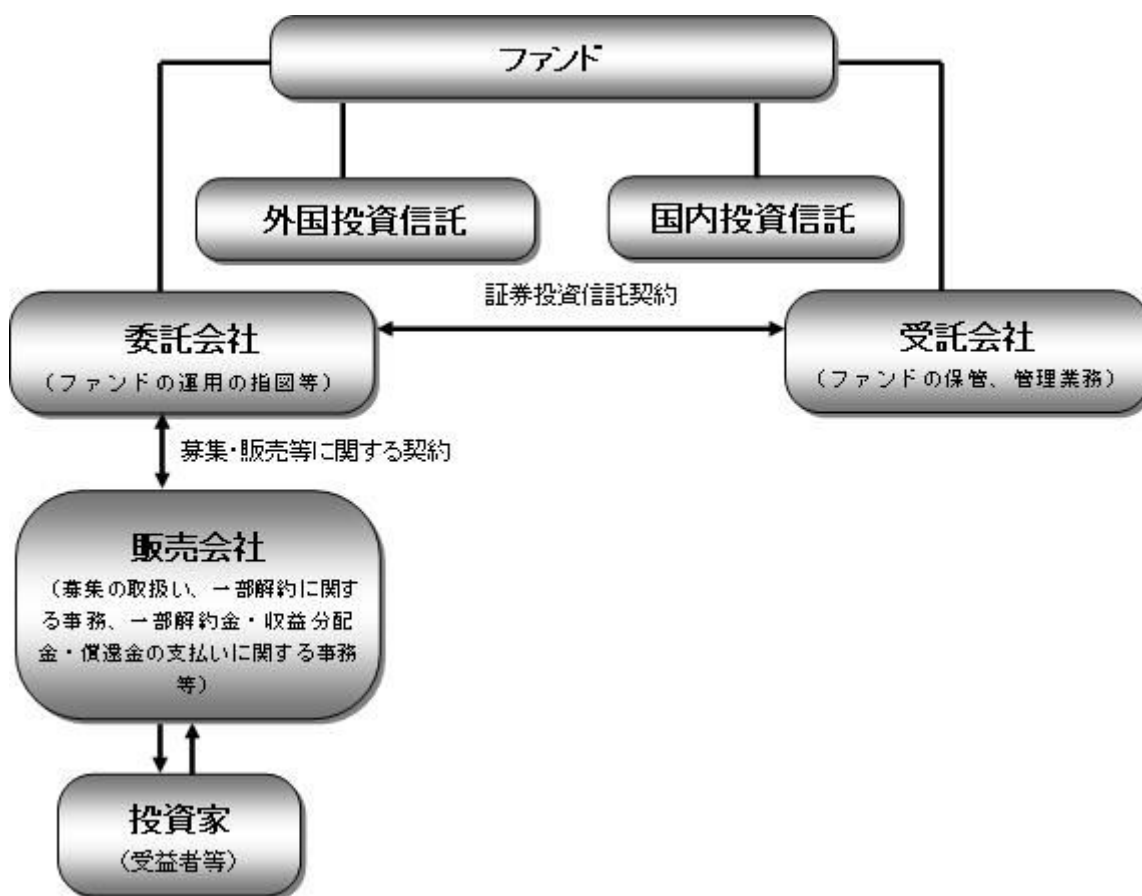 ファンド
外国投資信託
国内投資信託
証券投資信託契約
委託会社
（ファンドの運用の指図等）
受託会社
（ファンドの保管、管理業務）
募集・販売等に関する契約
販売会社
（募集の取扱い、一部解約に関す
る事務、一部解約金・収益分配
金・償還金の支払いに関する事務
等）
投資家
（受益者等）